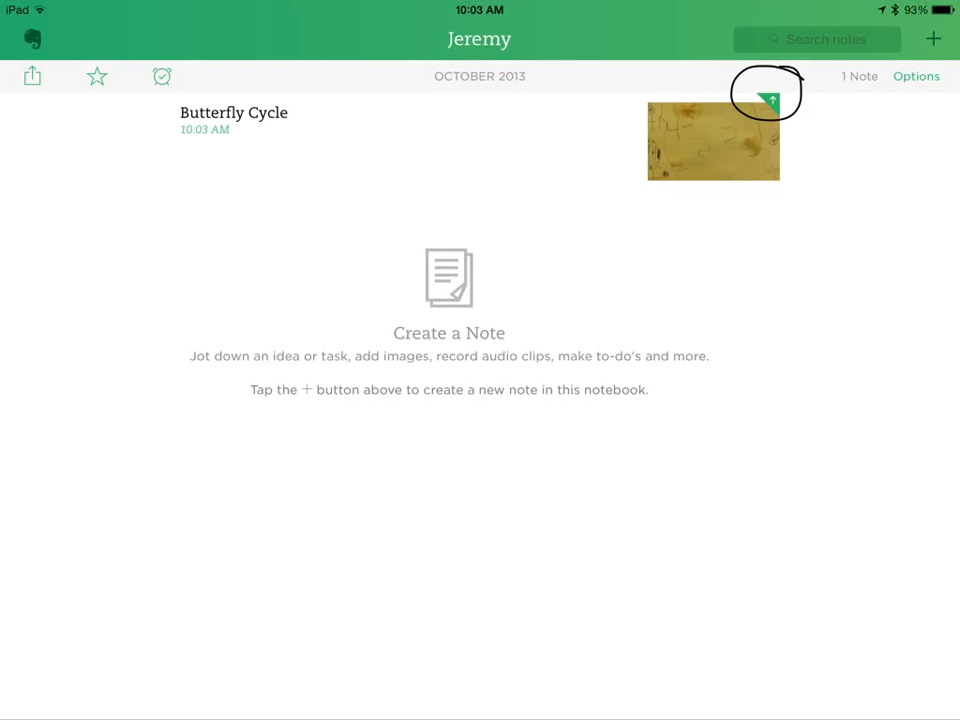 iPad 10:03 AM 93%
Jeremy Search notes
OCTOBER 2013 1 Note Options
Butterfly Cycle
10:03 AM
Create a Note
Jot down an idea or task, add images, record audio clips, make to-do's and more.
Tap the + button above to create a new note in this notebook.